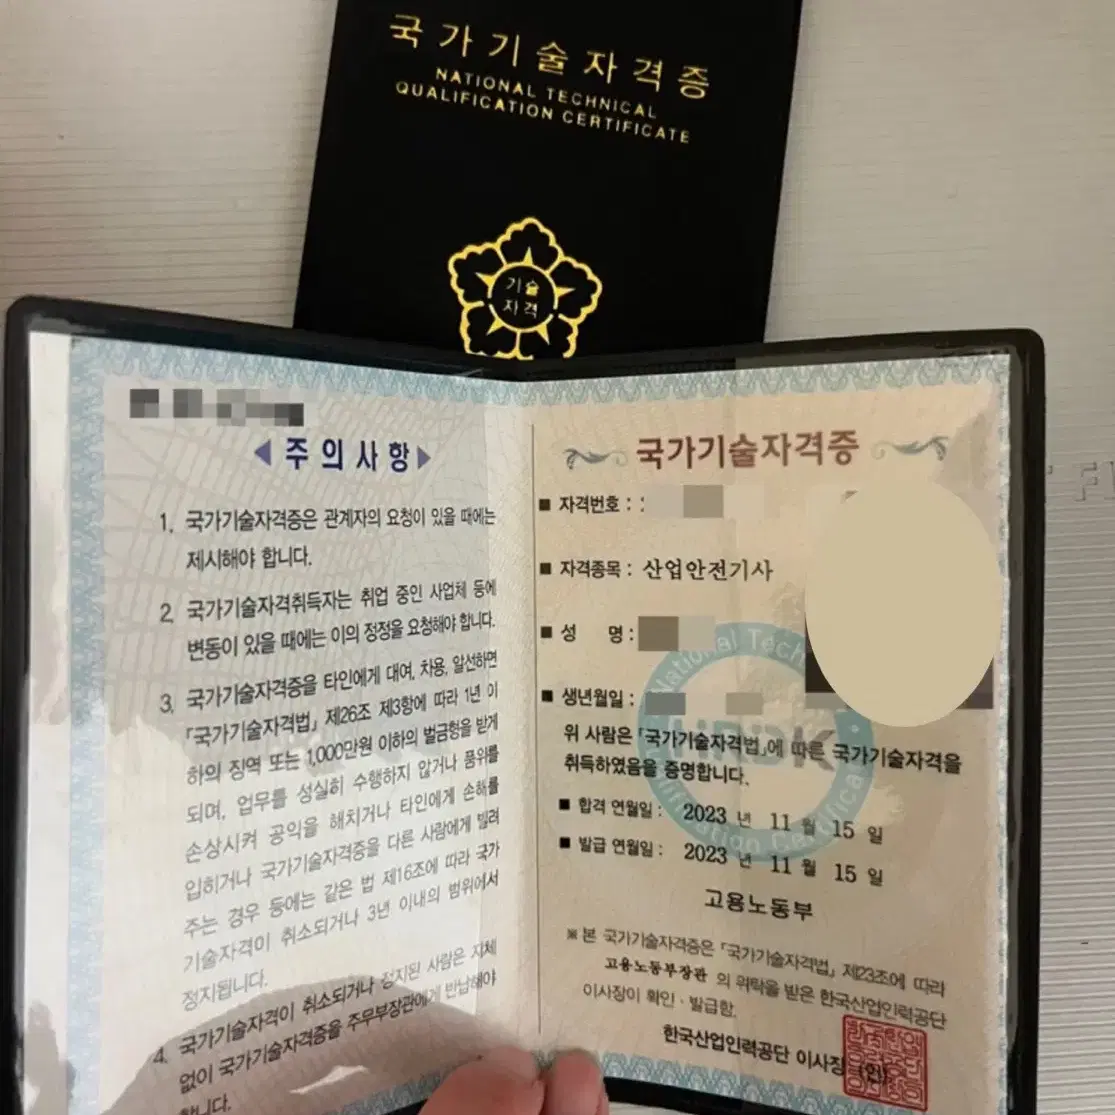 국가기술자격증
NATIONAL TECHNICAL
QUALIFICATION CERTIFICATE
기술
자격
주의사항
1. 국가기술자격증은 관계자의 요청이 있을 때에는
제시해야 합니다.
2. 국가기술자격취득자는 취업 중인 사업체 등에
변동이 있을 때에는 이의 정정을 요청해야 합니다.
3. 국가기술자격증을 타인에게 대여, 차용, 알선하면
「국가기술자격법」 제26조 제3항에 따라 1년 이
하의 징역 또는 1,000만원 이하의 벌금형을 받게
되며, 업무를 성실히 수행하지 않거나 품위를
손상시켜 공익을 해치거나 타인에게 손해를
입히거나 국가기술자격증을 다른 사람에게 빌려
주는 경우 등에는 같은 법 제16조에 따라 국가
기술자격이 취소되거나 3년 이내의 범위에서
정지됩니다.
4. 국가기술자격이 취소되거나 정지된 사람은 지체
없이 국가기술자격증을 주무부장관에게 반납해야
합니다.
국가기술자격증
■ 자격번호 :
■ 자격종목 : 산업안전기사
■ 성 명 :
■ 생년월일 :
위 사람은 「국가기술자격법」에 따른 국가기술자격을
취득하였음을 증명합니다.
■ 합격 연월일 : 2023 년 11 월 15 일
■ 발급 연월일 : 2023 년 11 월 15 일
고용노동부
※ 본 국가기술자격증은 「국가기술자격법」 제23조에 따라
고용노동부장관 의 위탁을 받은 한국산업인력공단
이사장이 확인·발급함.
한국산업인력공단 이사장 (인)
National Tech
HRDK